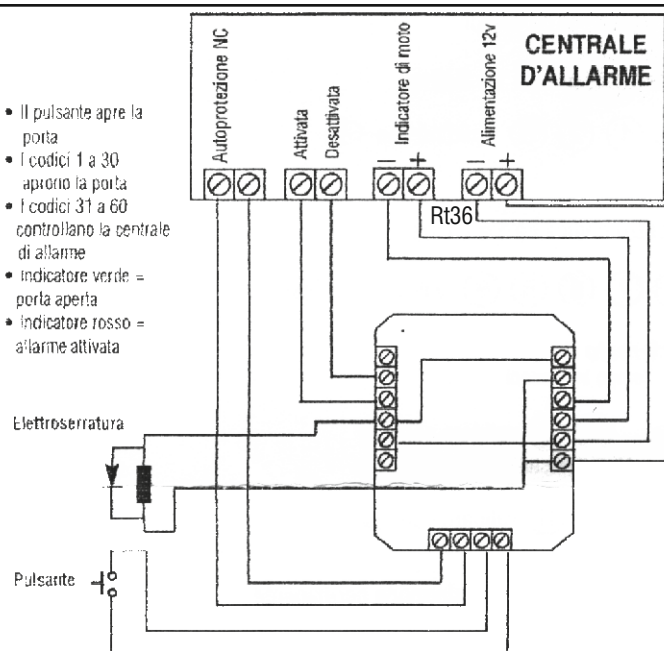 CENTRALE
D'ALLARME
Autoprotezione NC
Attivata
Desattivata
Indicatore di moto
Alimentazione 12v
− +
− +
Rt36
• Il pulsante apre la
porta
• I codici 1 a 30
aprono la porta
• I codici 31 a 60
controllano la centrale
di allarme
• Indicatore verde =
porta aperta
• Indicatore rosso =
allarme attivata
Elettroserratura
Pulsante